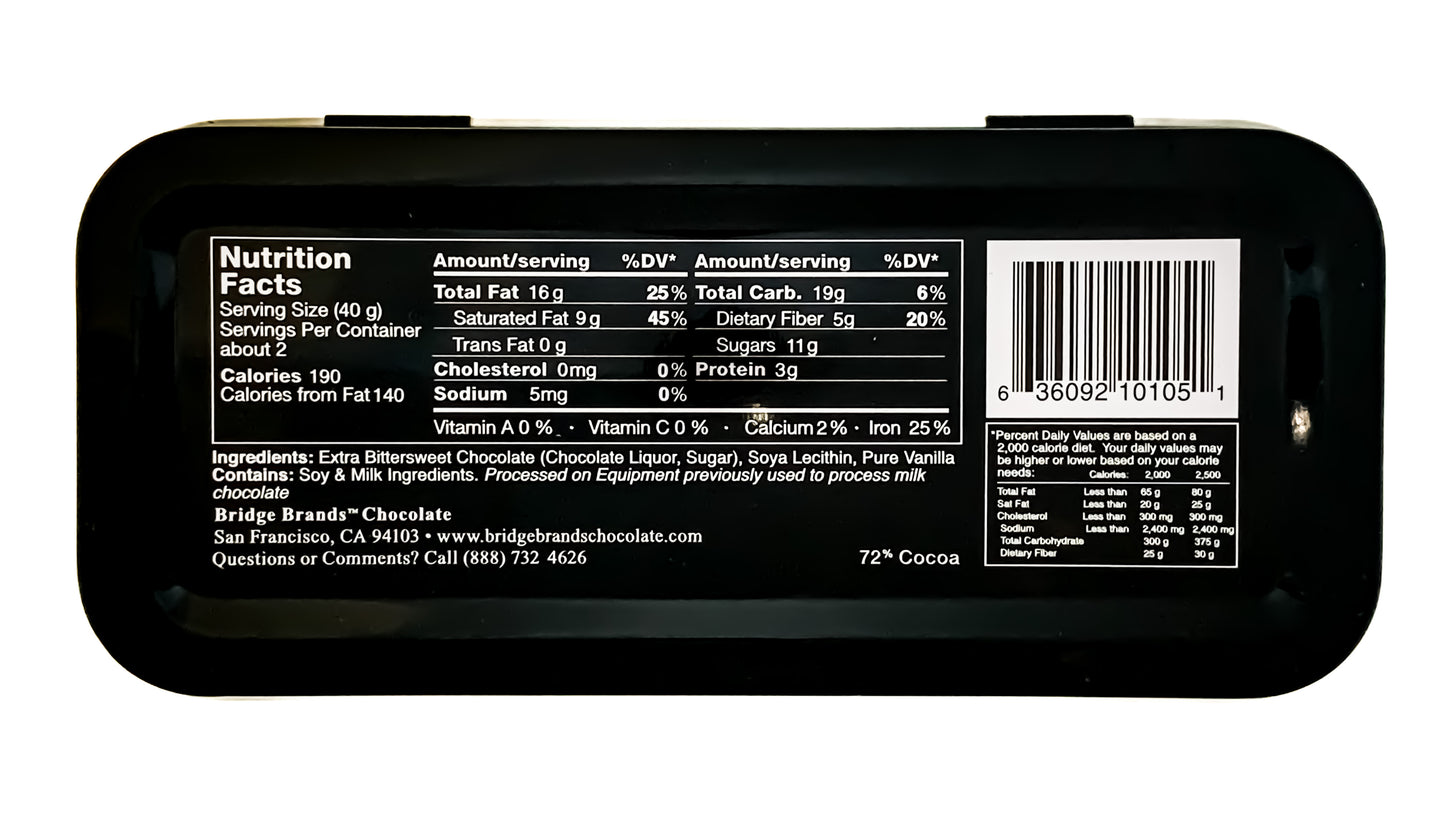 Nutrition
Facts
Serving Size (40 g)
Servings Per Container
about 2
Calories 190
Calories from Fat 140
Amount/serving %DV*
Total Fat 16g 25%
Saturated Fat 9g 45%
Trans Fat 0 g
Cholesterol 0mg 0%
Sodium 5mg 0%
Amount/serving %DV*
Total Carb. 19g 6%
Dietary Fiber 5g 20%
Sugars 11g
Protein 3g
Vitamin A 0 % · Vitamin C 0 % · Calcium 2% · Iron 25%
Ingredients: Extra Bittersweet Chocolate (Chocolate Liquor, Sugar), Soya Lecithin, Pure Vanilla
Contains: Soy & Milk Ingredients. Processed on Equipment previously used to process milk
chocolate
Bridge Brands™ Chocolate
San Francisco, CA 94103 • www.bridgebrandschocolate.com
Questions or Comments? Call (888) 732 4626
72% Cocoa
6 36092 10105 1
*Percent Daily Values are based on a
2,000 calorie diet. Your daily values may
be higher or lower based on your calorie
needs:
Calories: 2,000 2,500
Total Fat Less than 65 g 80 g
Sat Fat Less than 20 g 25 g
Cholesterol Less than 300 mg 300 mg
Sodium Less than 2,400 mg 2,400 mg
Total Carbohydrate 300 g 375 g
Dietary Fiber 25 g 30 g